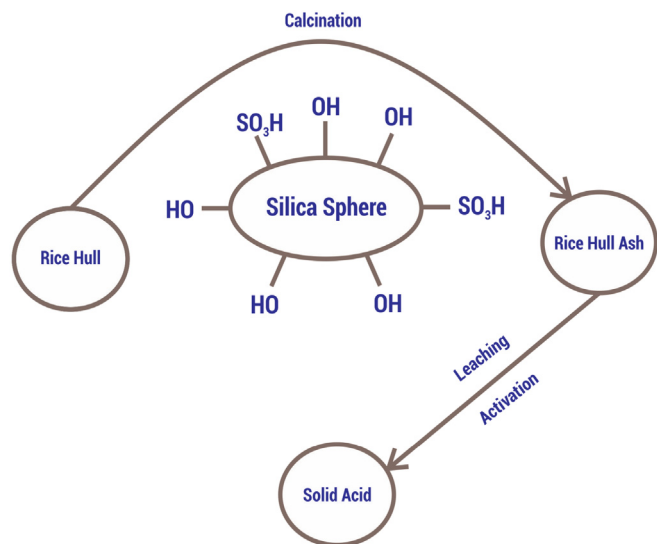 Calcination
SO₃H
OH
OH
HO
Silica Sphere
SO₃H
HO
OH
Rice Hull
Rice Hull Ash
Leaching
Activation
Solid Acid